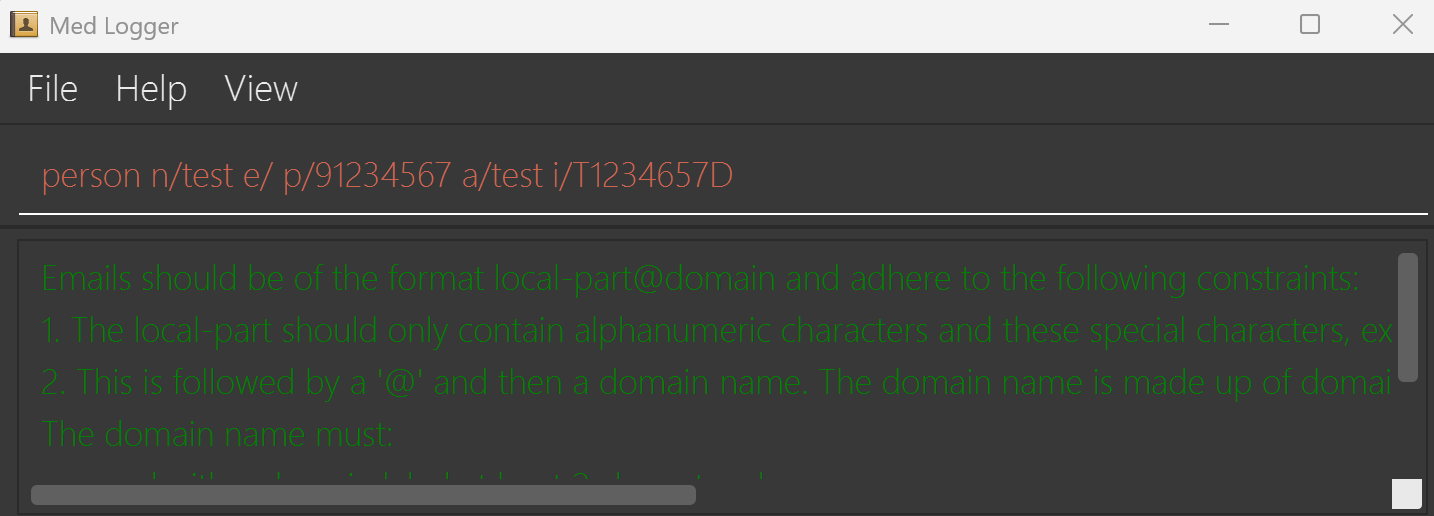 Med Logger
File Help View
person n/test e/ p/91234567 a/test i/T1234657D
Emails should be of the format local-part@domain and adhere to the following constraints:
1. The local-part should only contain alphanumeric characters and these special characters, ex
2. This is followed by a '@' and then a domain name. The domain name is made up of domai
The domain name must: